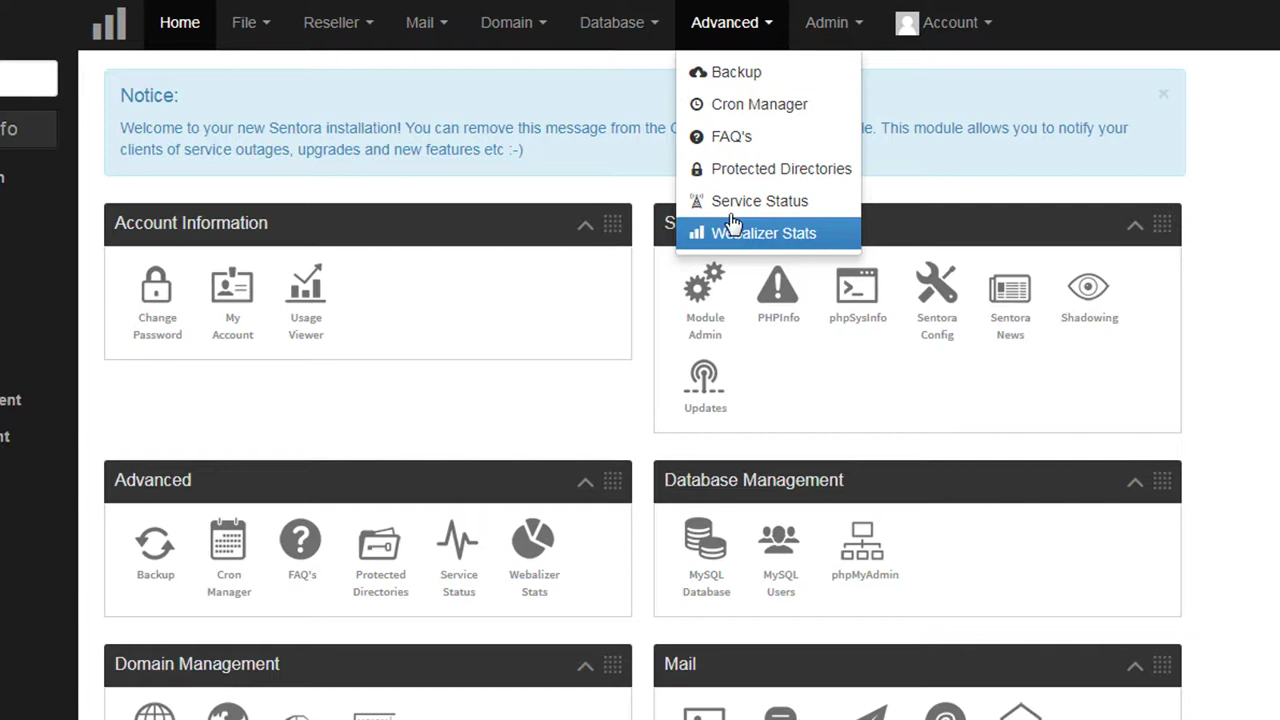 Home File Reseller Mail Domain Database Advanced Admin Account
Backup
Cron Manager
FAQ's
Protected Directories
Service Status
Webalizer Stats
Notice:
Welcome to your new Sentora installation! You can remove this message from the C le. This module allows you to notify your
clients of service outages, upgrades and new features etc :-)
fo
n
ent
t
Account Information
Change
Password
My
Account
Usage
Viewer
S
Module
Admin
PHPInfo
phpSysInfo
Sentora
Config
Sentora
News
Shadowing
Updates
Advanced
Backup
Cron
Manager
FAQ's
Protected
Directories
Service
Status
Webalizer
Stats
Database Management
MySQL
Database
MySQL
Users
phpMyAdmin
Domain Management
Mail